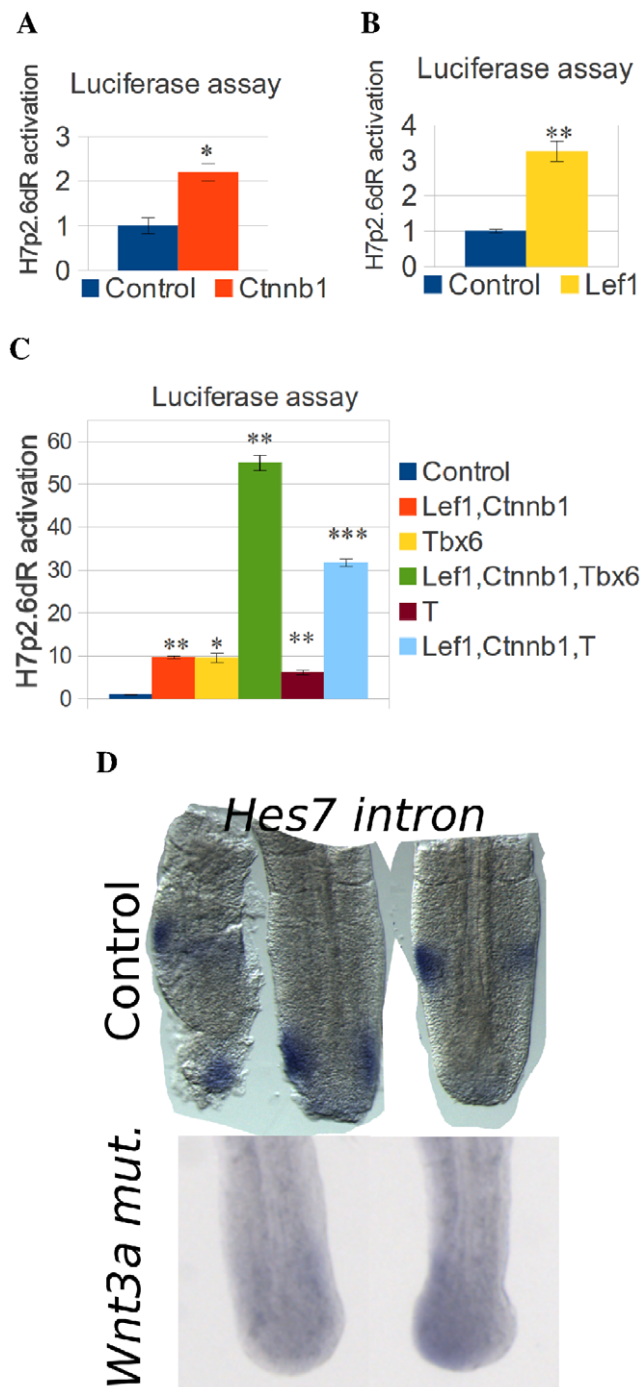 A
Luciferase assay
H7p2.6dR activation
3
2
1
0
*
Control
Ctnnb1
B
Luciferase assay
H7p2.6dR activation
4
3
2
1
0
**
Control
Lef1
C
Luciferase assay
H7p2.6dR activation
60
50
40
30
20
10
0
**
*
**
**
***
Control
Lef1,Ctnnb1
Tbx6
Lef1,Ctnnb1,Tbx6
T
Lef1,Ctnnb1,T
D
Hes7 intron
Control
Wnt3a mut.